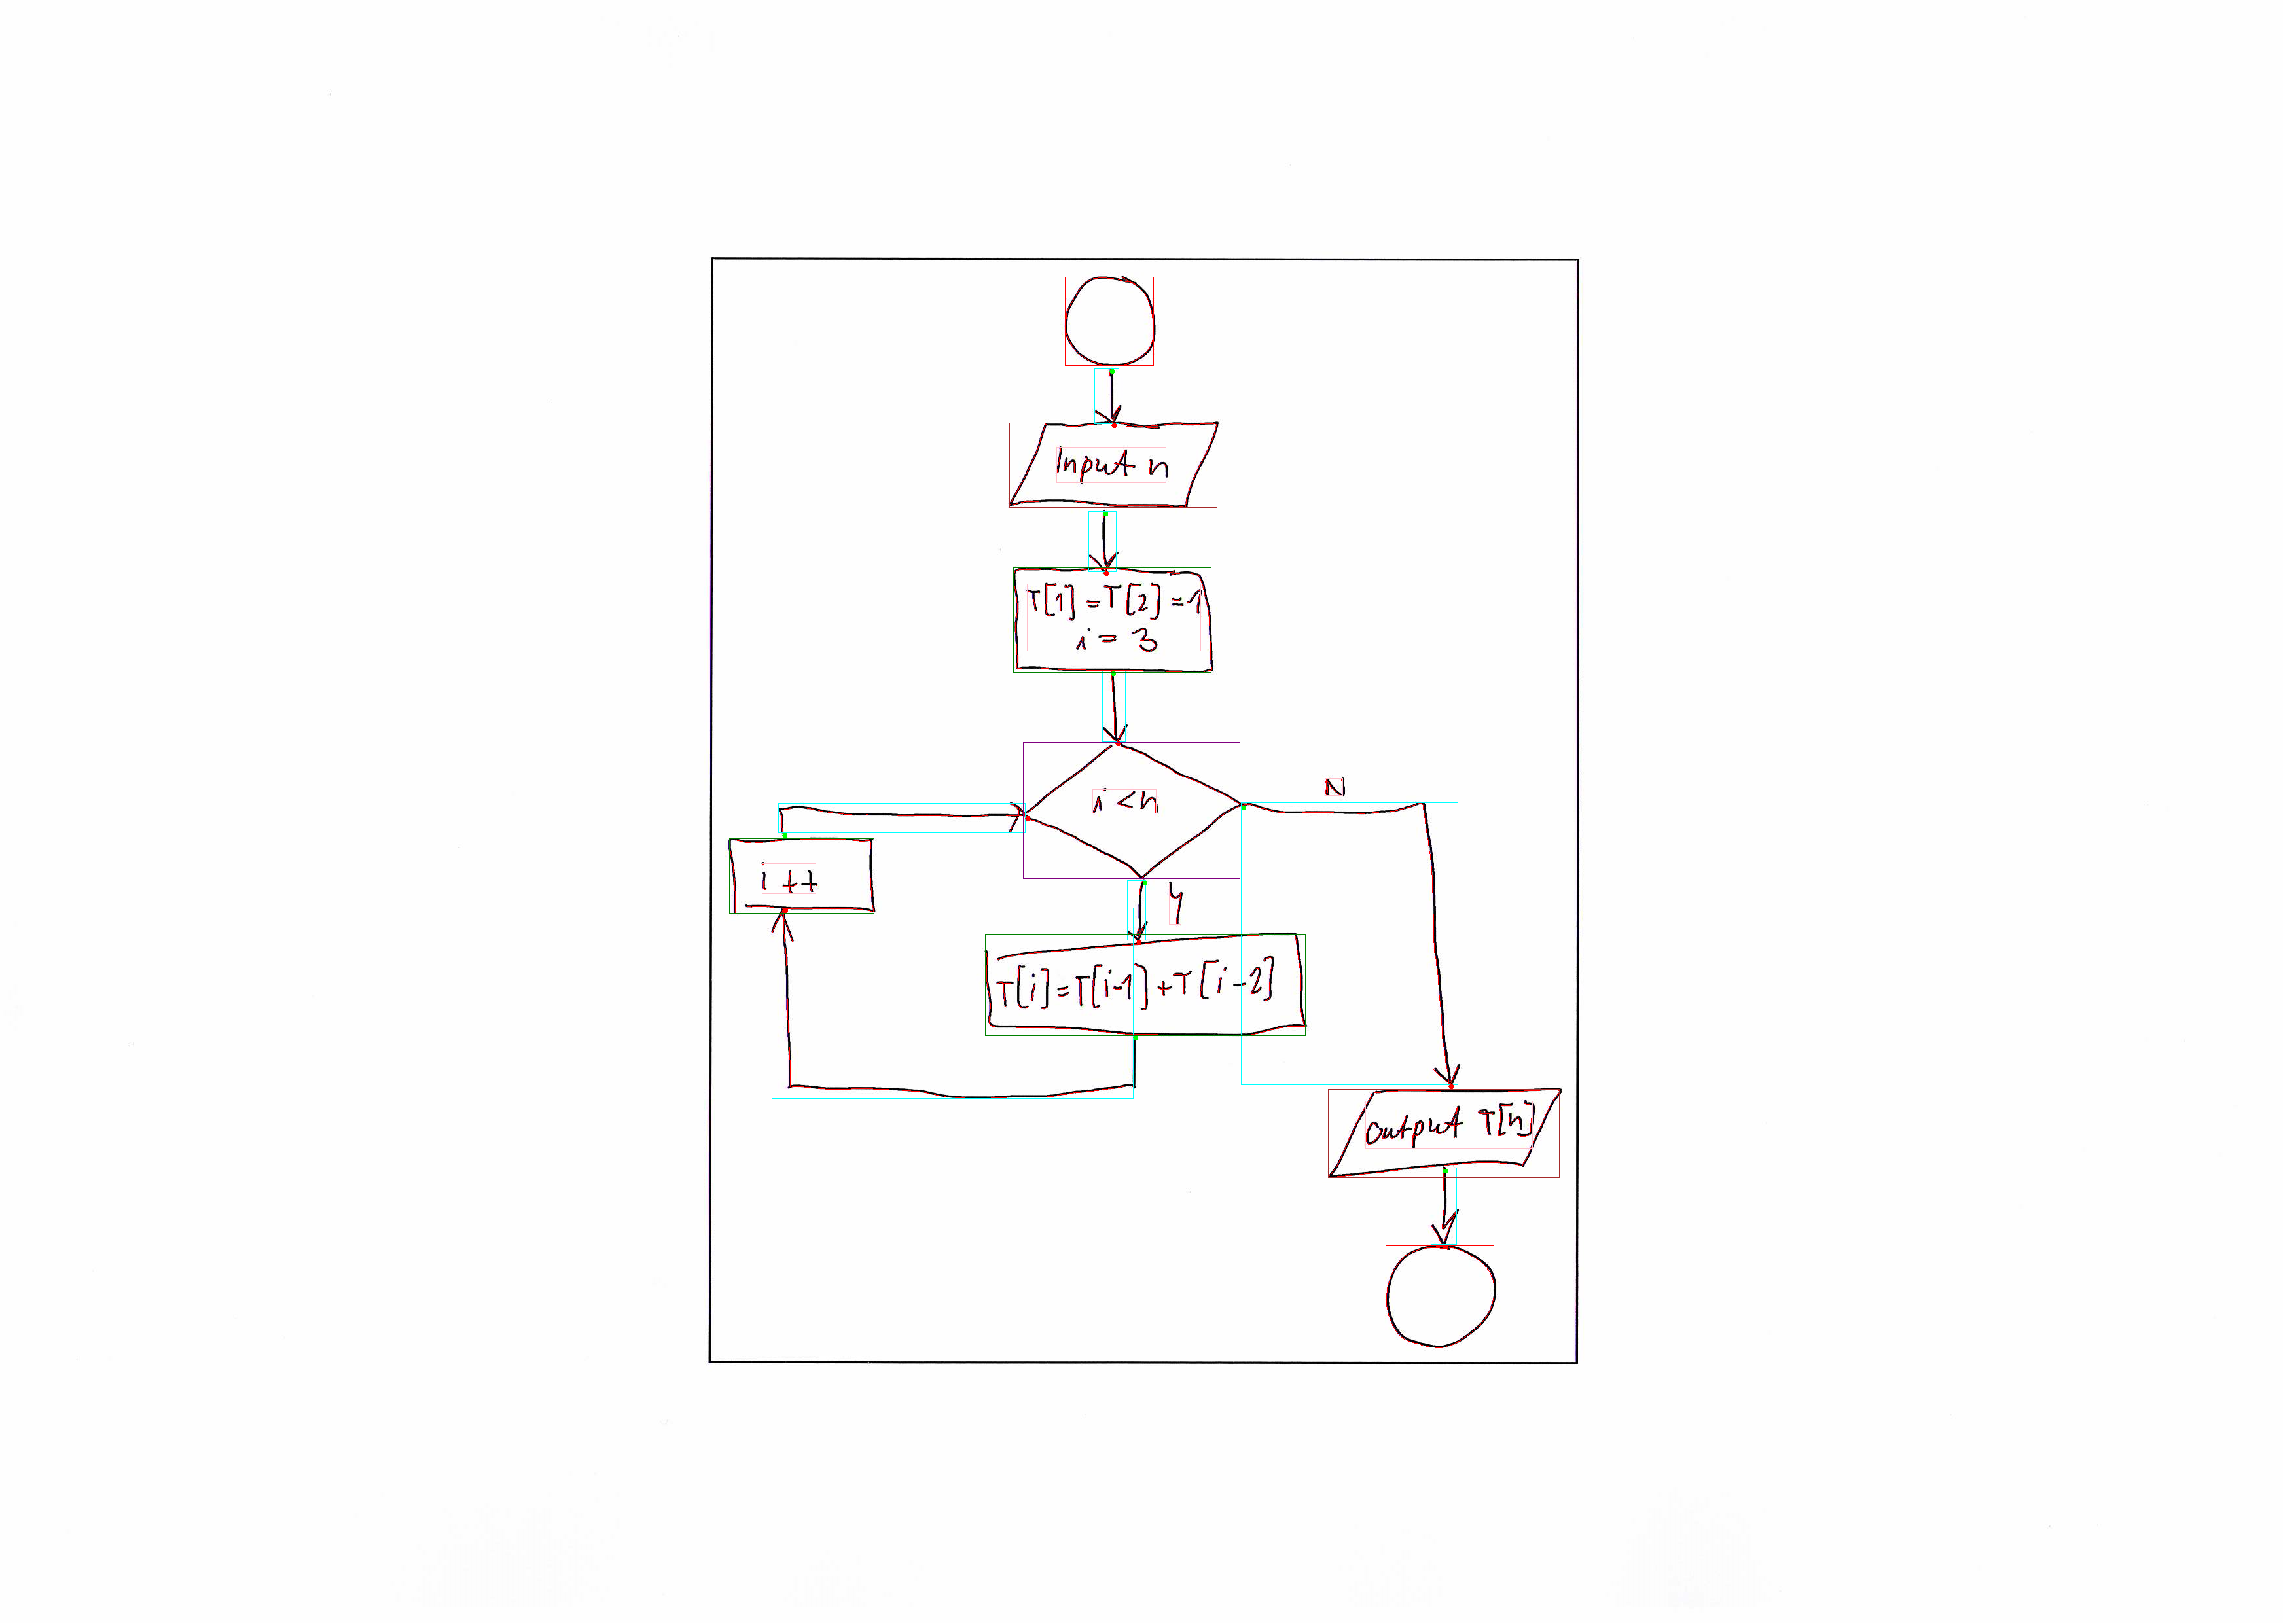 Input n
T[1]=T[2]=1
i=3
i<n
N
i++
Y
T[i]=T[i-1]+T[i-2]
Output T[n]